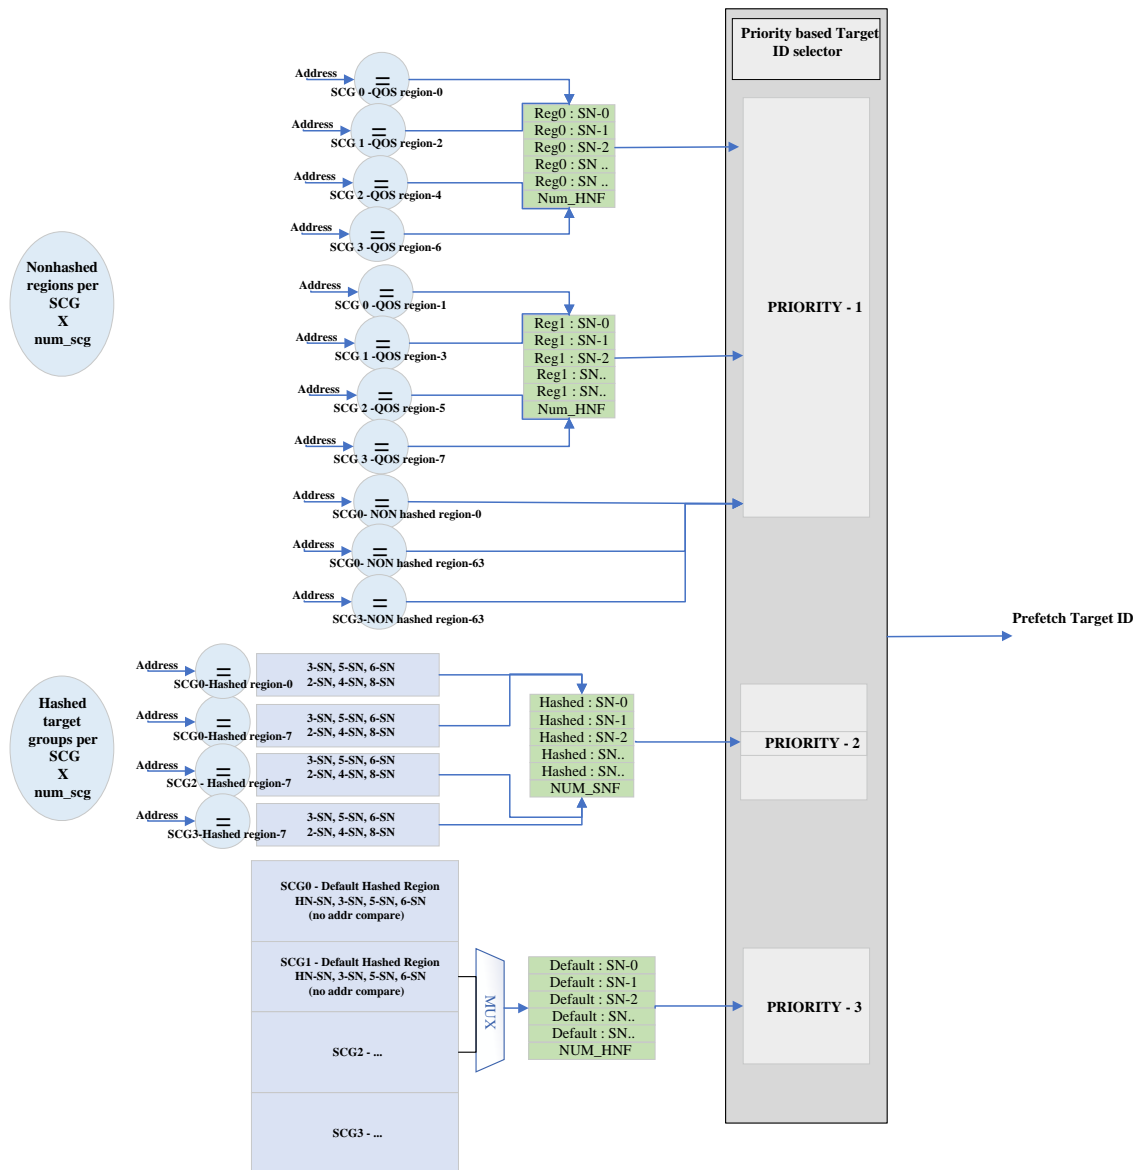 Priority based Target
ID selector
Address
=
SCG 0 -QOS region-0
Address
=
SCG 1 -QOS region-2
Address
=
SCG 2 -QOS region-4
Address
=
SCG 3 -QOS region-6
Reg0 : SN-0
Reg0 : SN-1
Reg0 : SN-2
Reg0 : SN ..
Reg0 : SN ..
Num_HNF
Nonhashed
regions per
SCG
X
num_scg
Address
=
SCG 0 -QOS region-1
Address
=
SCG 1 -QOS region-3
Address
=
SCG 2 -QOS region-5
Address
=
SCG 3 -QOS region-7
Reg1 : SN-0
Reg1 : SN-1
Reg1 : SN-2
Reg1 : SN..
Reg1 : SN..
Num_HNF
PRIORITY - 1
Address
=
SCG0- NON hashed region-0
Address
=
SCG0- NON hashed region-63
Address
=
SCG3-NON hashed region-63
Prefetch Target ID
Hashed
target
groups per
SCG
X
num_scg
Address
=
SCG0-Hashed region-0
3-SN, 5-SN, 6-SN
2-SN, 4-SN, 8-SN
Address
=
SCG0-Hashed region-7
3-SN, 5-SN, 6-SN
2-SN, 4-SN, 8-SN
Address
=
SCG2 - Hashed region-7
3-SN, 5-SN, 6-SN
2-SN, 4-SN, 8-SN
Address
=
SCG3-Hashed region-7
3-SN, 5-SN, 6-SN
2-SN, 4-SN, 8-SN
Hashed : SN-0
Hashed : SN-1
Hashed : SN-2
Hashed : SN..
Hashed : SN..
NUM_SNF
PRIORITY - 2
SCG0 - Default Hashed Region
HN-SN, 3-SN, 5-SN, 6-SN
(no addr compare)
SCG1 - Default Hashed Region
HN-SN, 3-SN, 5-SN, 6-SN
(no addr compare)
SCG2 - ...
SCG3 - ...
MUX
Default : SN-0
Default : SN-1
Default : SN-2
Default : SN..
Default : SN..
NUM_HNF
PRIORITY - 3